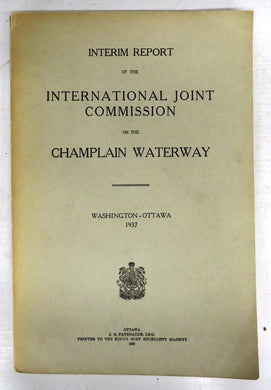 INTERIM REPORT
OF THE
INTERNATIONAL JOINT
COMMISSION
ON THE
CHAMPLAIN WATERWAY
WASHINGTON - OTTAWA
1937
OTTAWA
J. O. PATENAUDE, I.S.O.
PRINTER TO THE KING'S MOST EXCELLENT MAJESTY